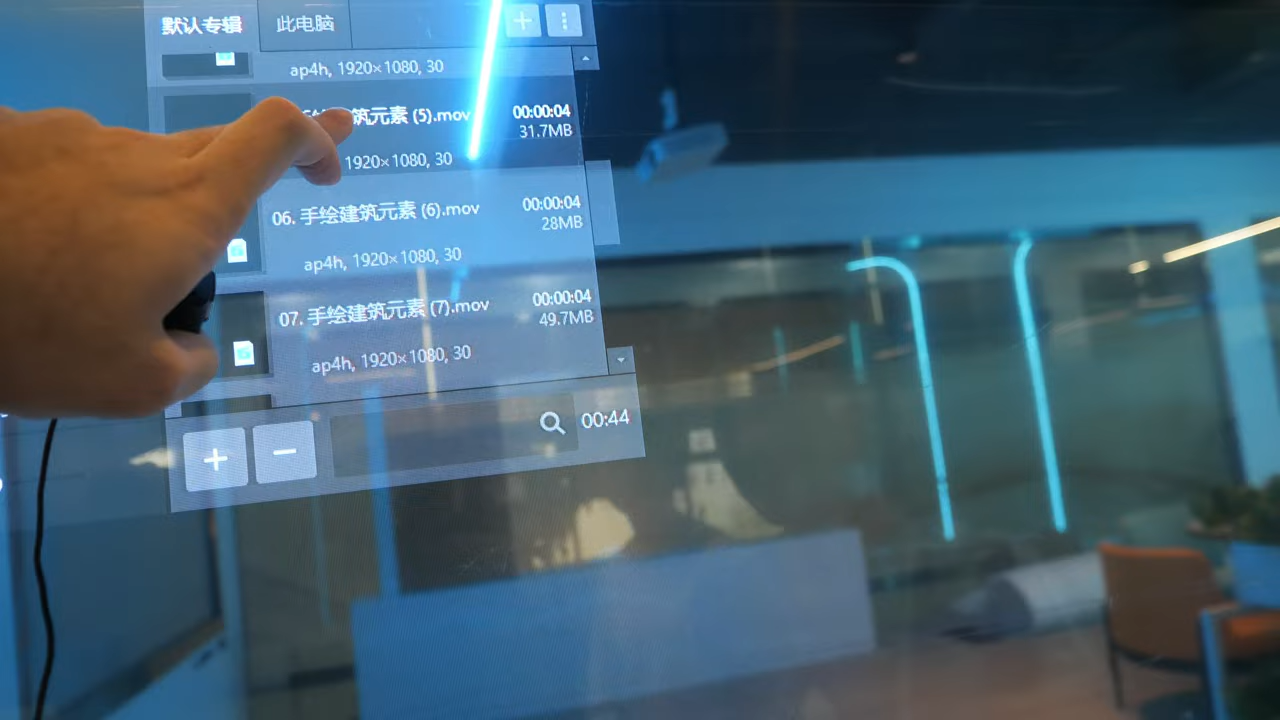 默认专辑 此电脑
ap4h, 1920×1080, 30
筑元素 (5).mov 00:00:04
31.7MB
1920×1080, 30
06. 手绘建筑元素 (6).mov 00:00:04
28MB
ap4h, 1920×1080, 30
07. 手绘建筑元素 (7).mov 00:00:04
49.7MB
ap4h, 1920×1080, 30
00:44